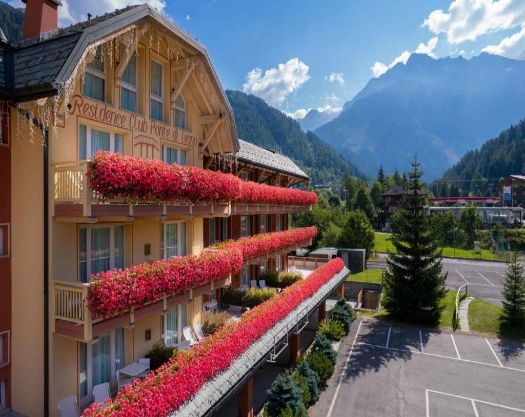 Residence Club Ponte di Legno